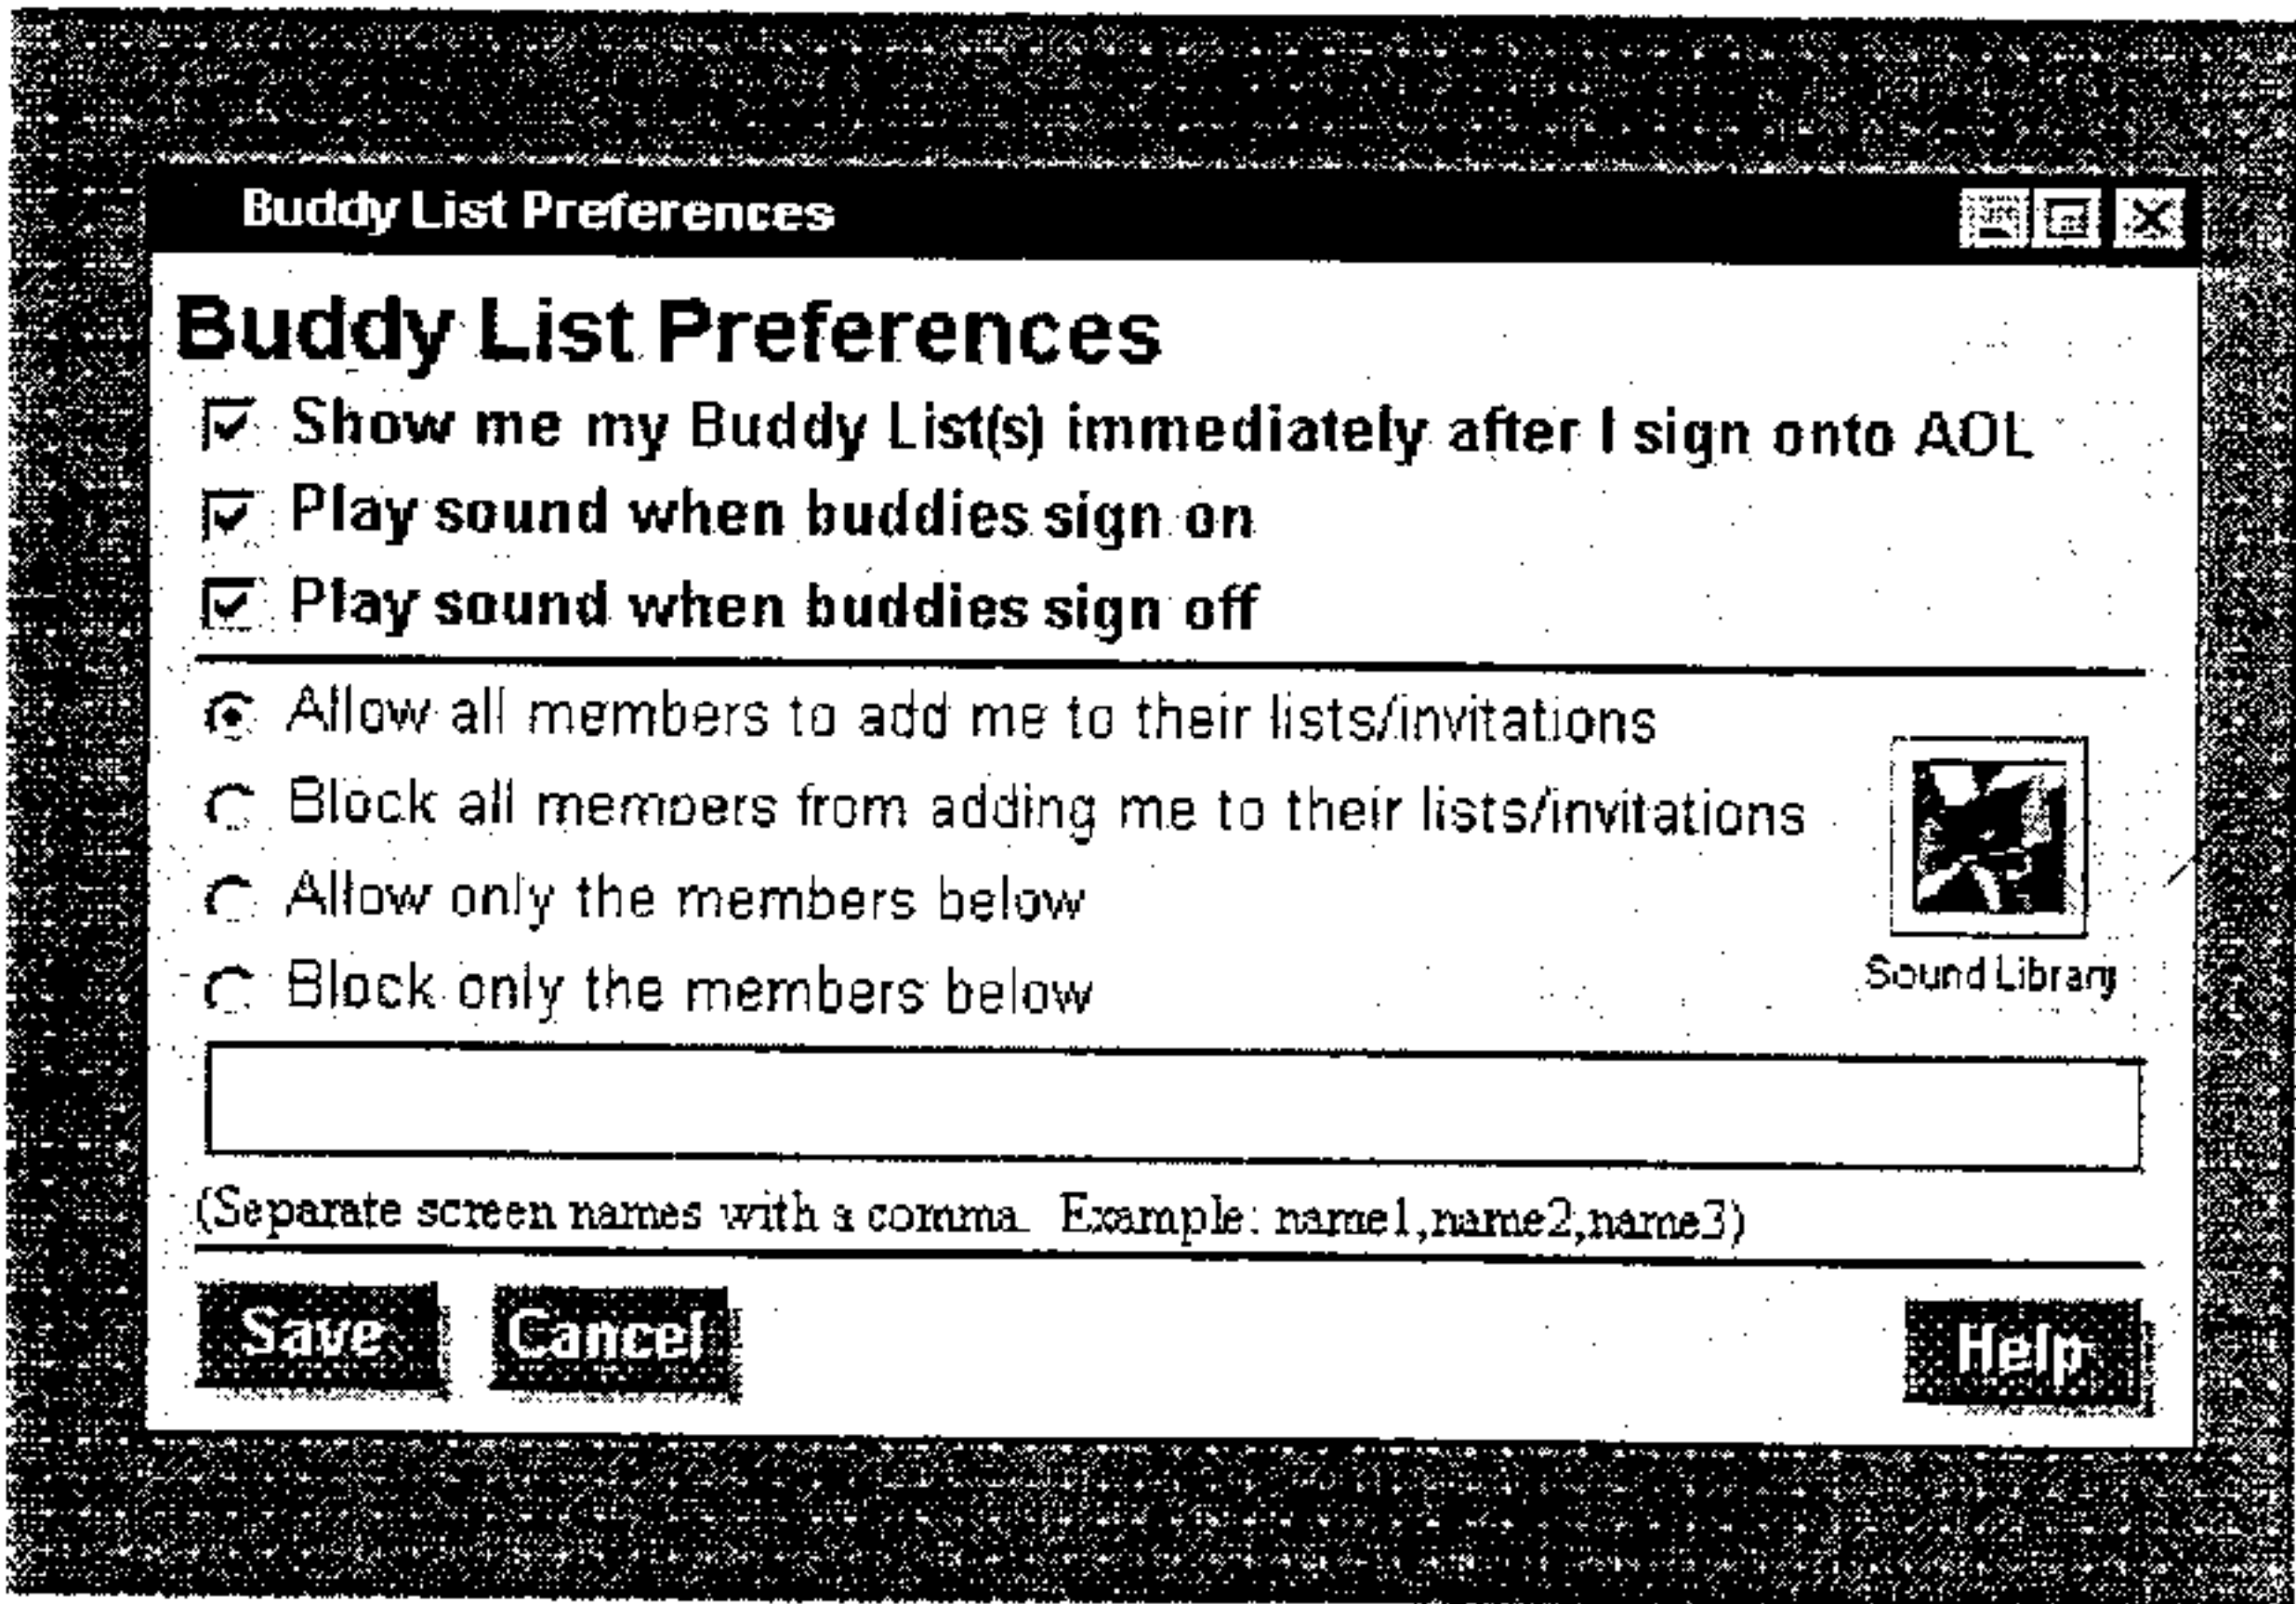 Buddy List Preferences
Buddy List Preferences
Show me my Buddy List(s) immediately after I sign onto AOL
Play sound when buddies sign on
Play sound when buddies sign off
Allow all members to add me to their lists/invitations
Block all members from adding me to their lists/invitations
Allow only the members below
Block only the members below
Sound Library
(Separate screen names with a comma. Example: name1,name2,name3)
Save Cancel Help